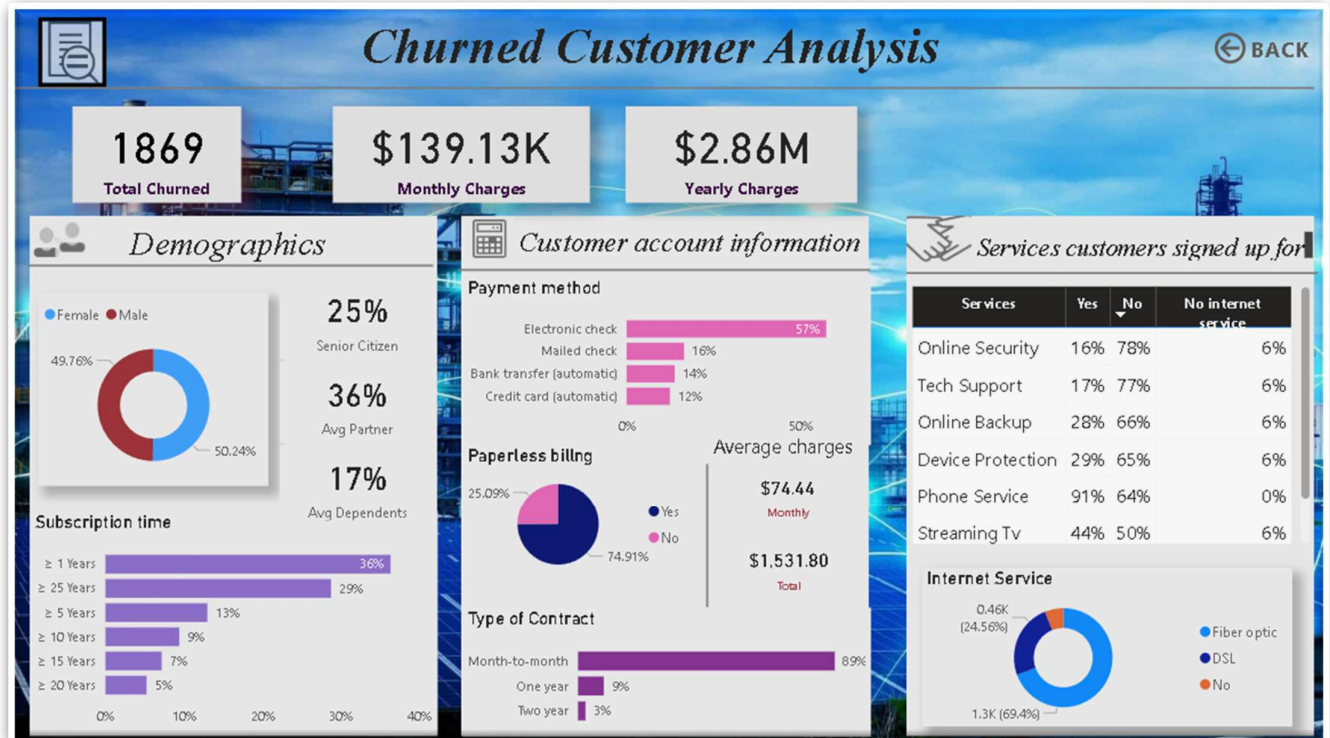 Churned Customer Analysis
BACK
1869
Total Churned
$139.13K
Monthly Charges
$2.86M
Yearly Charges
Demographics
Female Male
49.76%
50.24%
25%
Senior Citizen
36%
Avg Partner
17%
Avg Dependents
Subscription time
≥ 1 Years 36%
≥ 25 Years 29%
≥ 5 Years 13%
≥ 10 Years 9%
≥ 15 Years 7%
≥ 20 Years 5%
0% 10% 20% 30% 40%
Customer account information
Payment method
Electronic check 57%
Mailed check 16%
Bank transfer (automatic) 14%
Credit card (automatic) 12%
0% 50%
Paperless billng
25.09%
74.91%
Yes
No
Average charges
$74.44
Monthly
$1,531.80
Total
Type of Contract
Month-to-month 89%
One year 9%
Two year 3%
Services customers signed up for
Services Yes No No internet service
Online Security 16% 78% 6%
Tech Support 17% 77% 6%
Online Backup 28% 66% 6%
Device Protection 29% 65% 6%
Phone Service 91% 64% 0%
Streaming Tv 44% 50% 6%
Internet Service
0.46K
(24.56%)
1.3K (69.4%)
Fiber optic
DSL
No